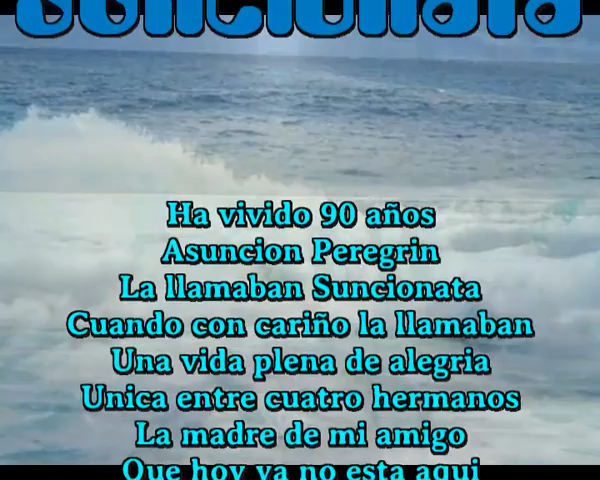 Suncionata
Ha vivido 90 años
Asuncion Peregrin
La llamaban Suncionata
Cuando con cariño la llamaban
Una vida plena de alegria
Unica entre cuatro hermanos
La madre de mi amigo
Que hoy ya no esta aqui